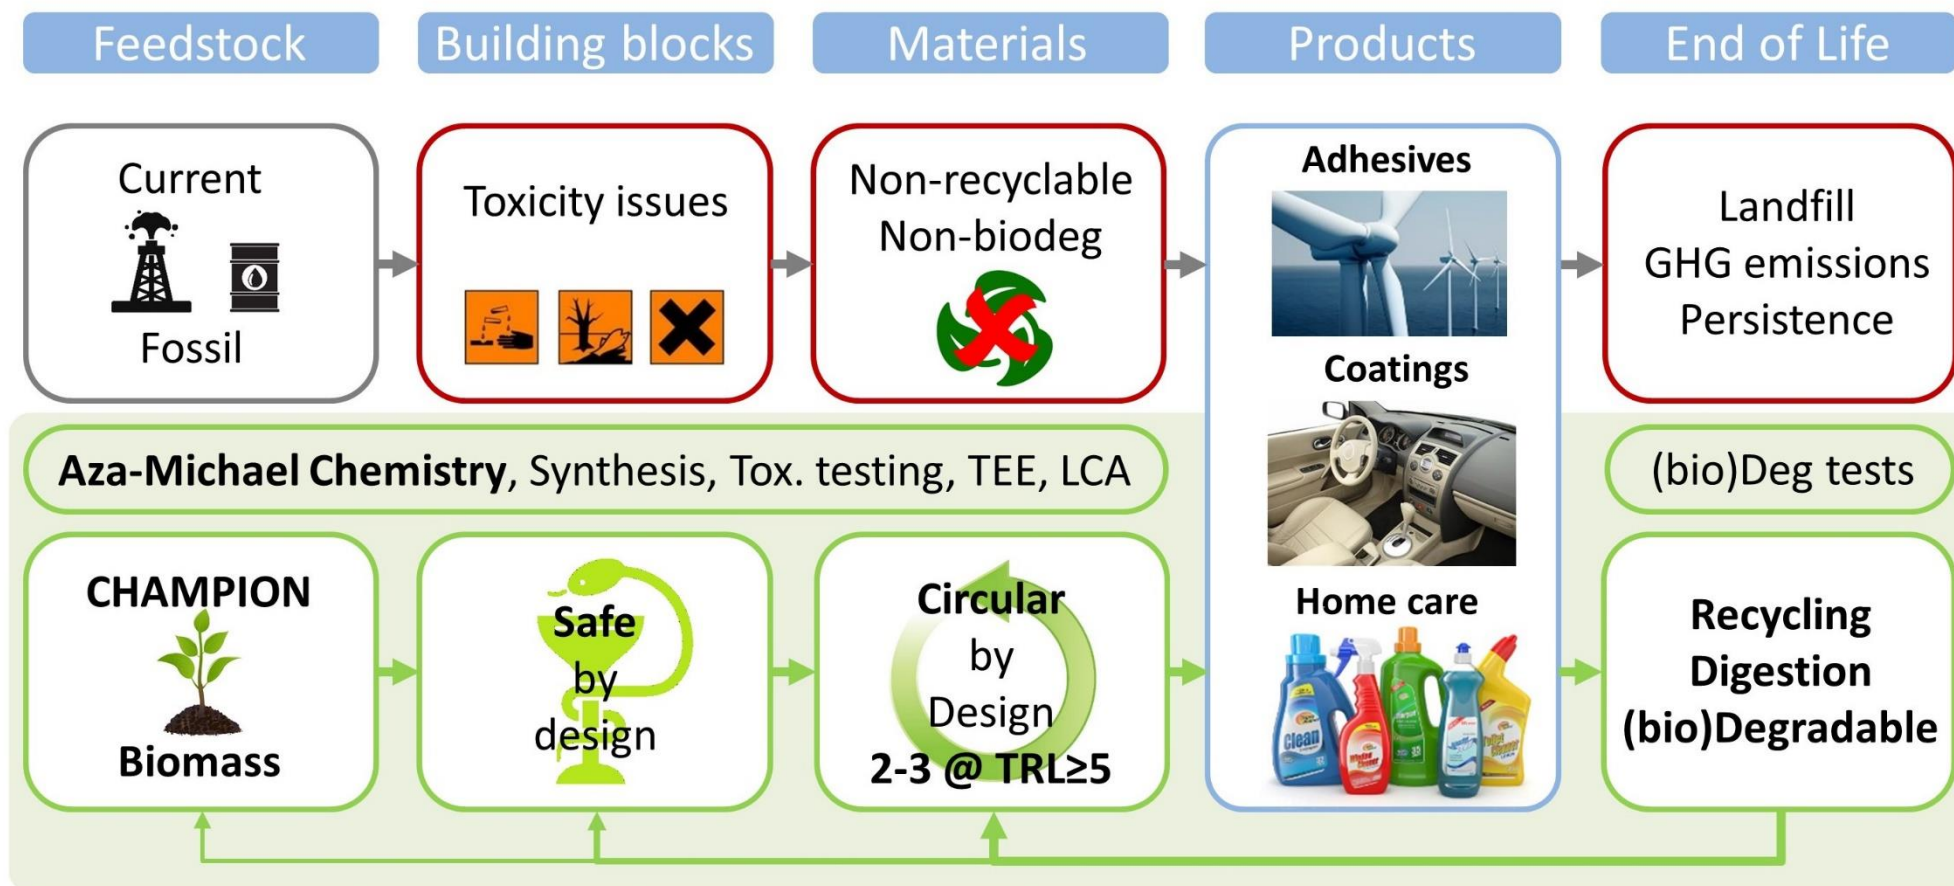 Feedstock
Building blocks
Materials
Products
End of Life
Current
Fossil
Toxicity issues
Non-recyclable
Non-biodeg
Adhesives
Coatings
Home care
Clean
Landfill
GHG emissions
Persistence
Aza-Michael Chemistry, Synthesis, Tox. testing, TEE, LCA
(bio)Deg tests
CHAMPION
Biomass
Safe
by
design
Circular
by
Design
2-3 @ TRL≥5
Recycling
Digestion
(bio)Degradable